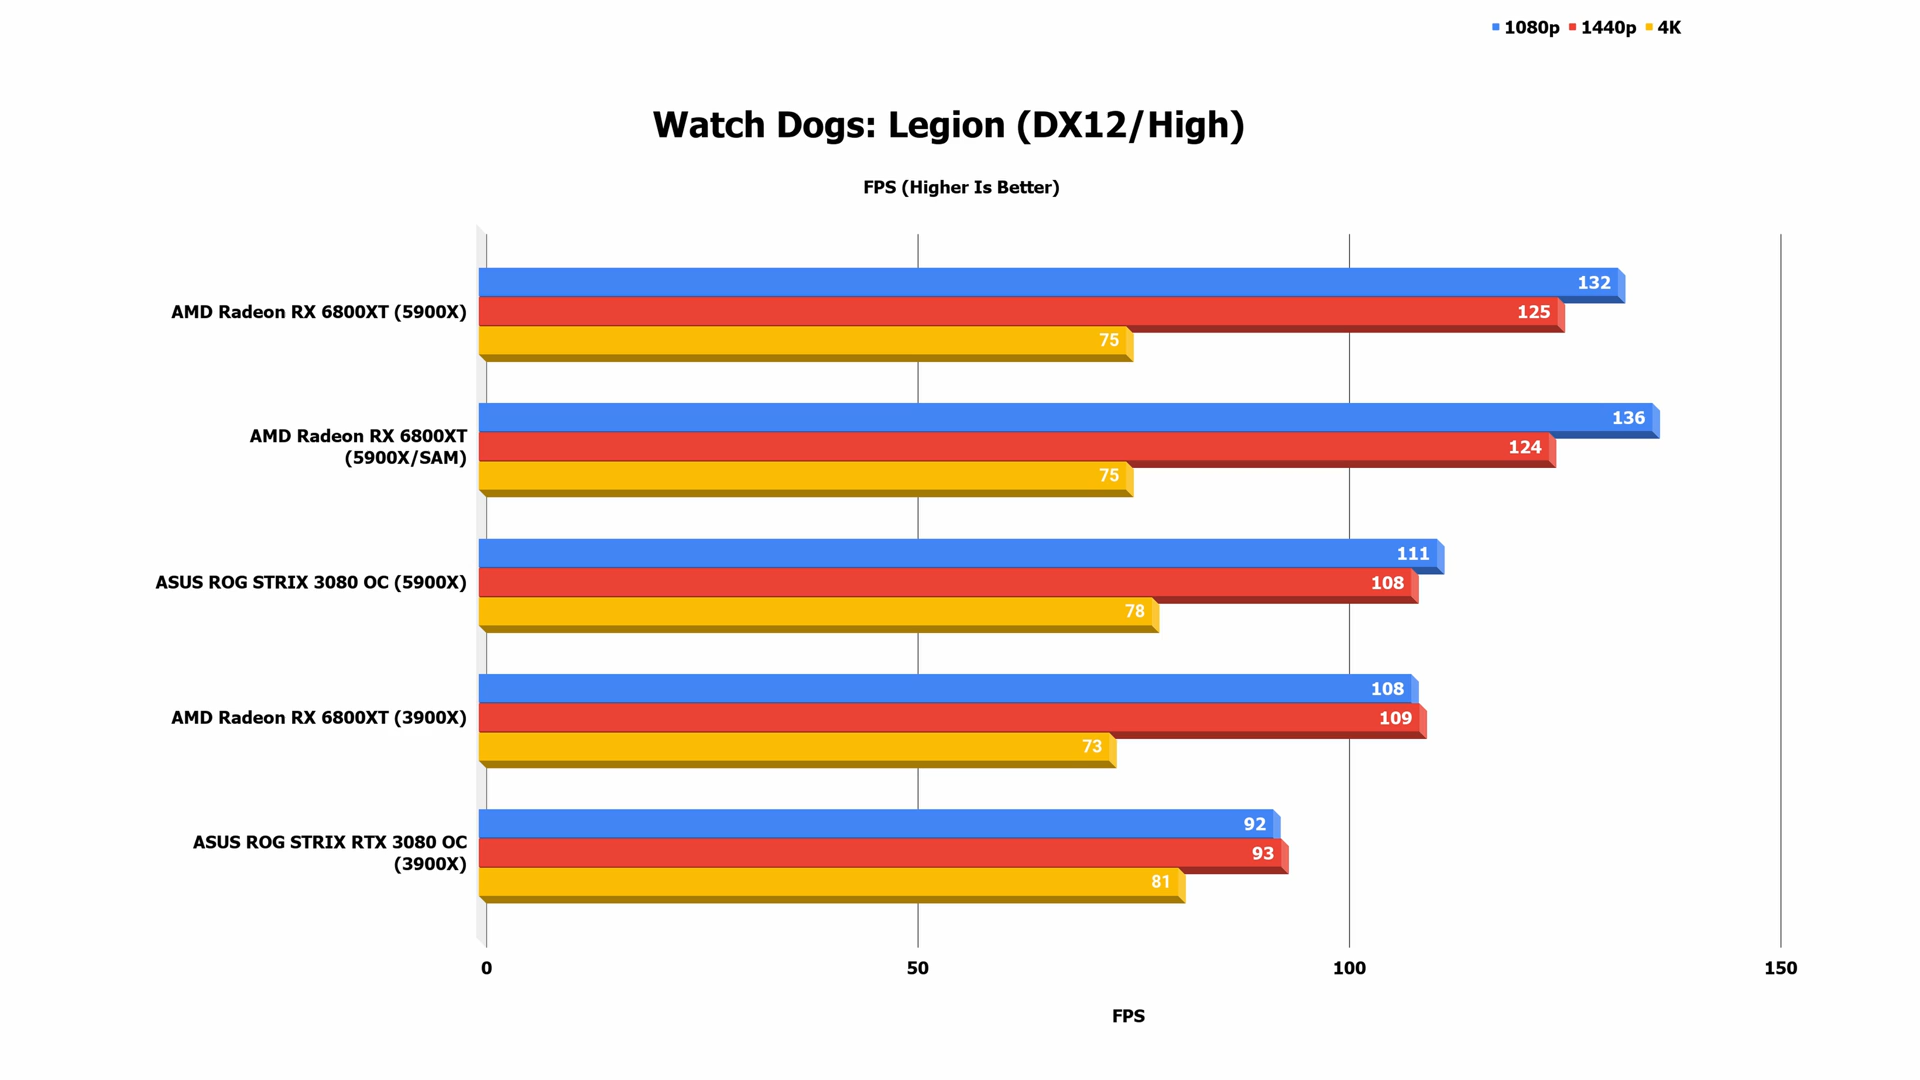 1080p 1440p 4K
Watch Dogs: Legion (DX12/High)
FPS (Higher Is Better)
AMD Radeon RX 6800XT (5900X)
132
125
75
AMD Radeon RX 6800XT
(5900X/SAM)
136
124
75
ASUS ROG STRIX 3080 OC (5900X)
111
108
78
AMD Radeon RX 6800XT (3900X)
108
109
73
ASUS ROG STRIX RTX 3080 OC
(3900X)
92
93
81
0 50 100 150
FPS